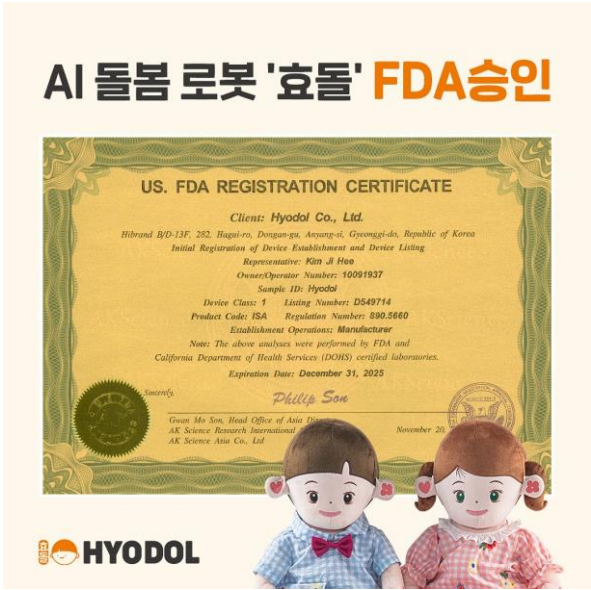 AI 돌봄 로봇 '효돌' FDA승인
US. FDA REGISTRATION CERTIFICATE
Client: Hyodol Co., Ltd.
Hibrand B/D-13F, 282, Hagui-ro, Dongan-gu, Anyang-si, Gyeonggi-do, Republic of Korea
Initial Registration of Device Establishment and Device Listing
Representative: Kim Ji Hee
Owner/Operator Number: 10091937
Sample ID: Hyodol
Device Class: 1 Listing Number: D549714
Product Code: ISA Regulation Number: 890.5660
Establishment Operations: Manufacturer
Note: The above analyses were performed by FDA and
California Department of Health Services (DOHS) certified laboratories.
Expiration Date: December 31, 2025
Sincerely,
Philip Son
Gwan Mo Son, Head Office of Asia
AK Science Research International
November 20,
AK Science Asia Co., Ltd
효돌
HYODOL